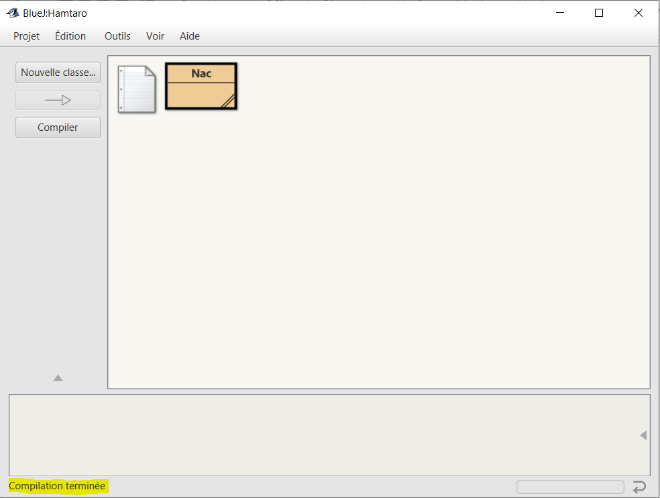 BlueJ:Hamtaro
Projet Édition Outils Voir Aide
Nouvelle classe...
Nac
Compiler
Compilation terminée